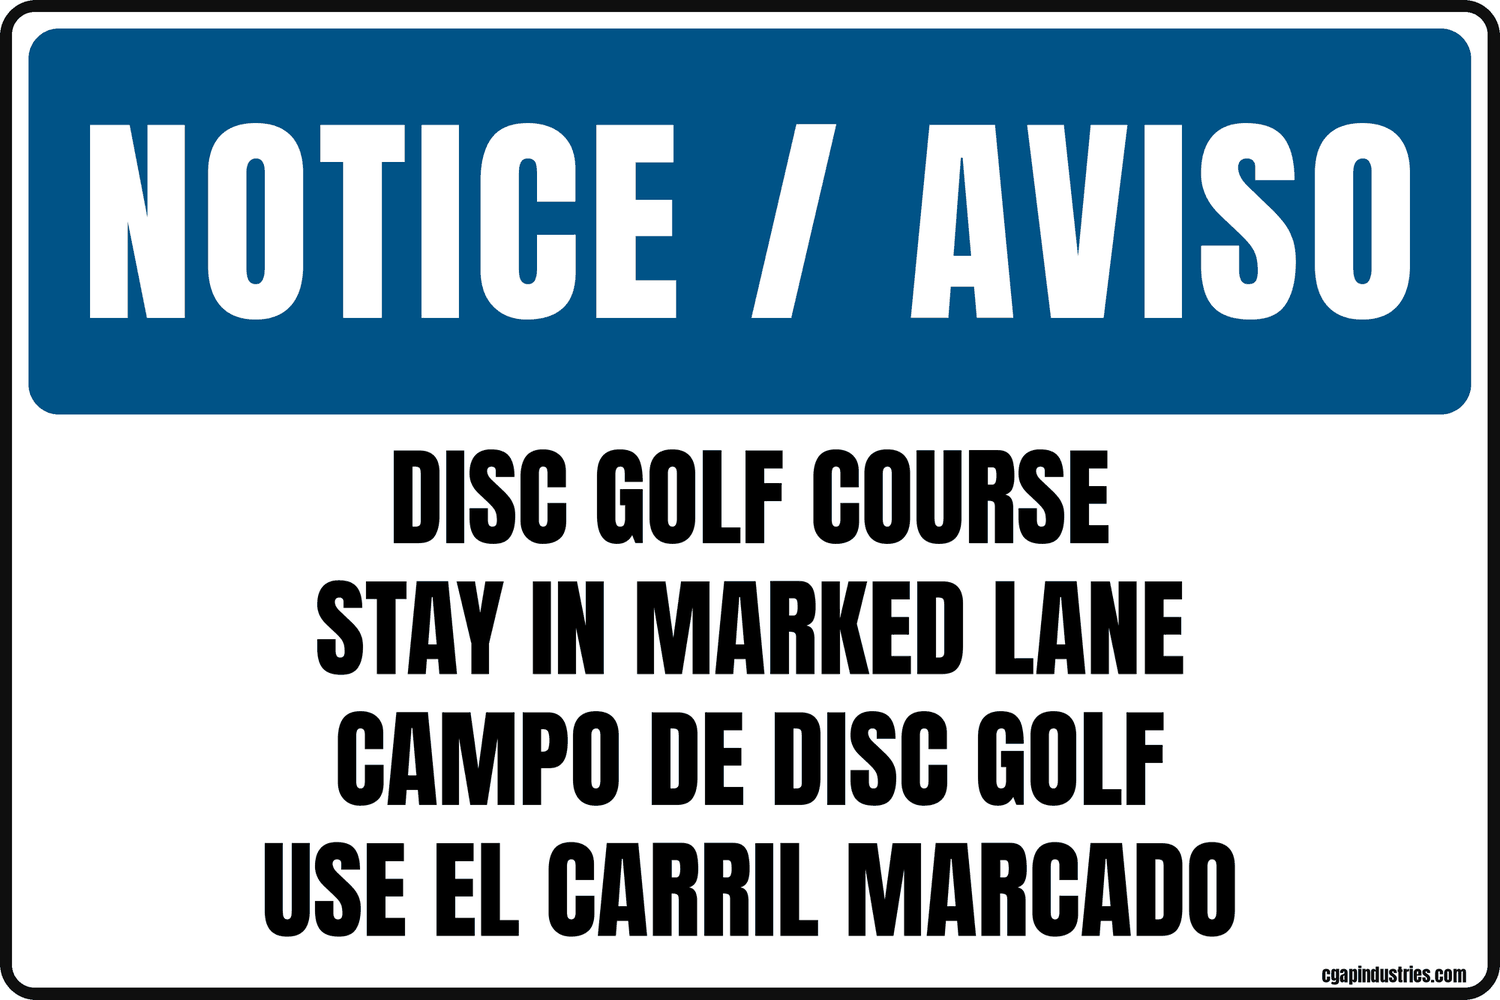 NOTICE / AVISO
DISC GOLF COURSE
STAY IN MARKED LANE
CAMPO DE DISC GOLF
USE EL CARRIL MARCADO
cgapindustries.com